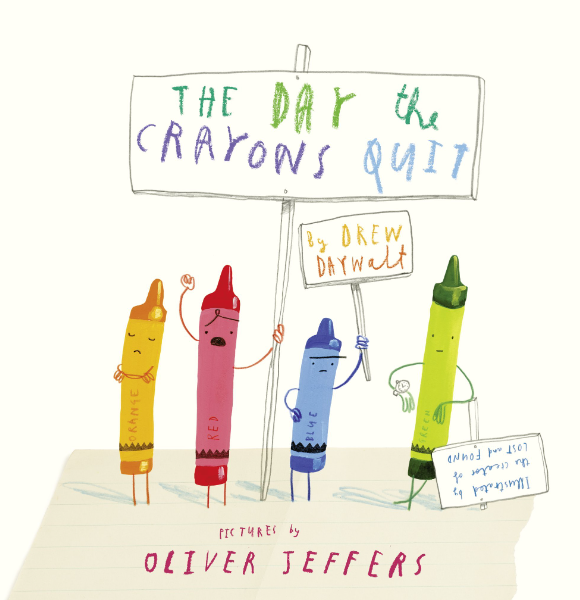 THE DAY the
CRAYONS QUIT
By DREW
DAYWalt
ORANGE
RED
BLUE
GREEN
Illustrated by
the creator of
LOST and FOUND
PICTURES by
OLIVER JEFFERS